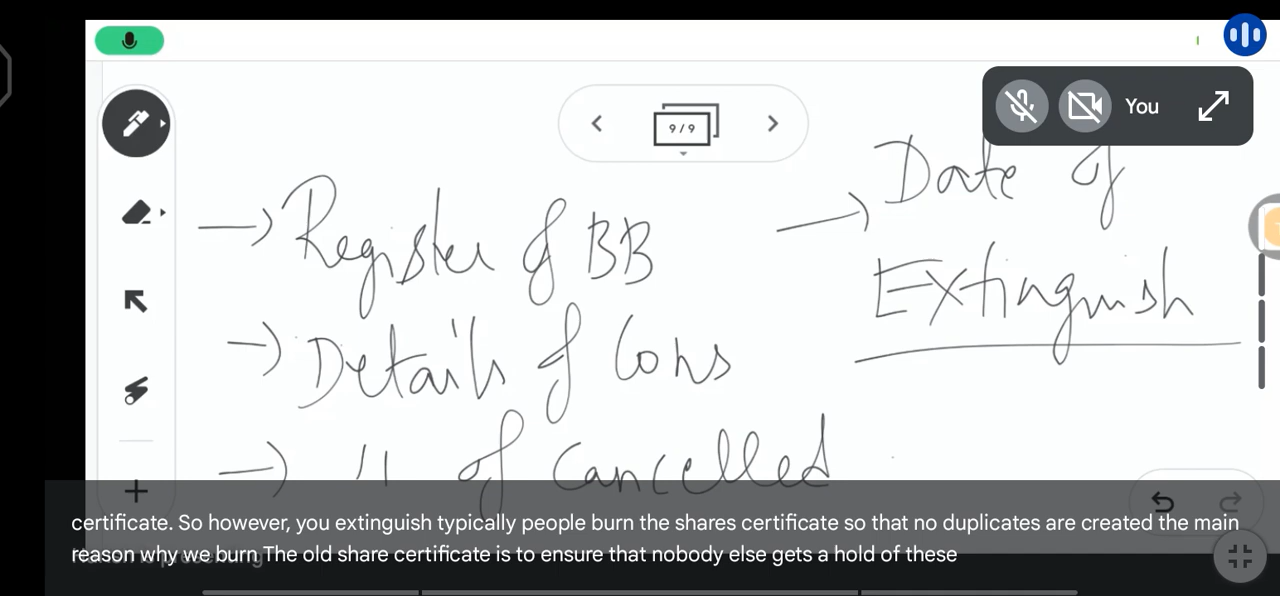 9/9
You
→ Register of BB
→ Details of Cons
→ 11 of Cancelled
→ Date of
Extinguish
certificate. So however, you extinguish typically people burn the shares certificate so that no duplicates are created the main
reason why we burn The old share certificate is to ensure that nobody else gets a hold of these